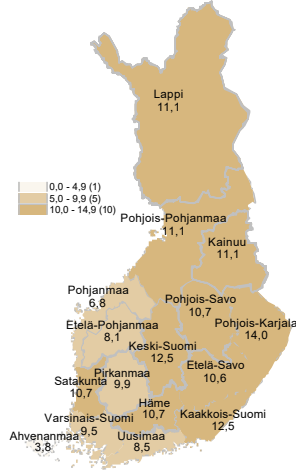 Lappi
11,1
0,0 - 4,9 (1)
5,0 - 9,9 (5)
10,0 - 14,9 (10)
Pohjois-Pohjanmaa
11,1
Kainuu
11,1
Pohjanmaa
6,8
Pohjois-Savo
10,7
Etelä-Pohjanmaa
8,1
Pohjois-Karjala
14,0
Keski-Suomi
12,5
Etelä-Savo
10,6
Pirkanmaa
9,9
Satakunta
10,7
Häme
10,7
Kaakkois-Suomi
12,5
Varsinais-Suomi
9,5
Ahvenanmaa
3,8
Uusimaa
8,5